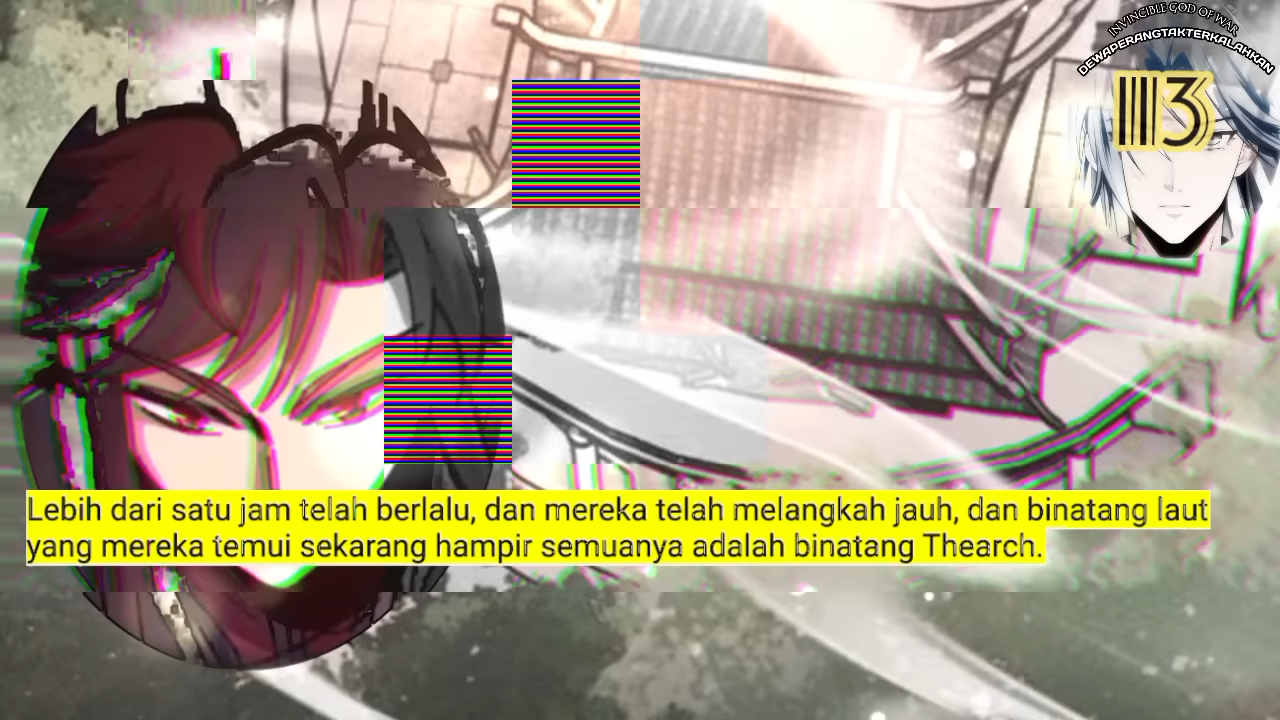 INVINCIBLE GOD OF WAR
DEWAPERANGTAKTERKALAHKAN
113
Lebih dari satu jam telah berlalu, dan mereka telah melangkah jauh, dan binatang laut
yang mereka temui sekarang hampir semuanya adalah binatang Thearch.